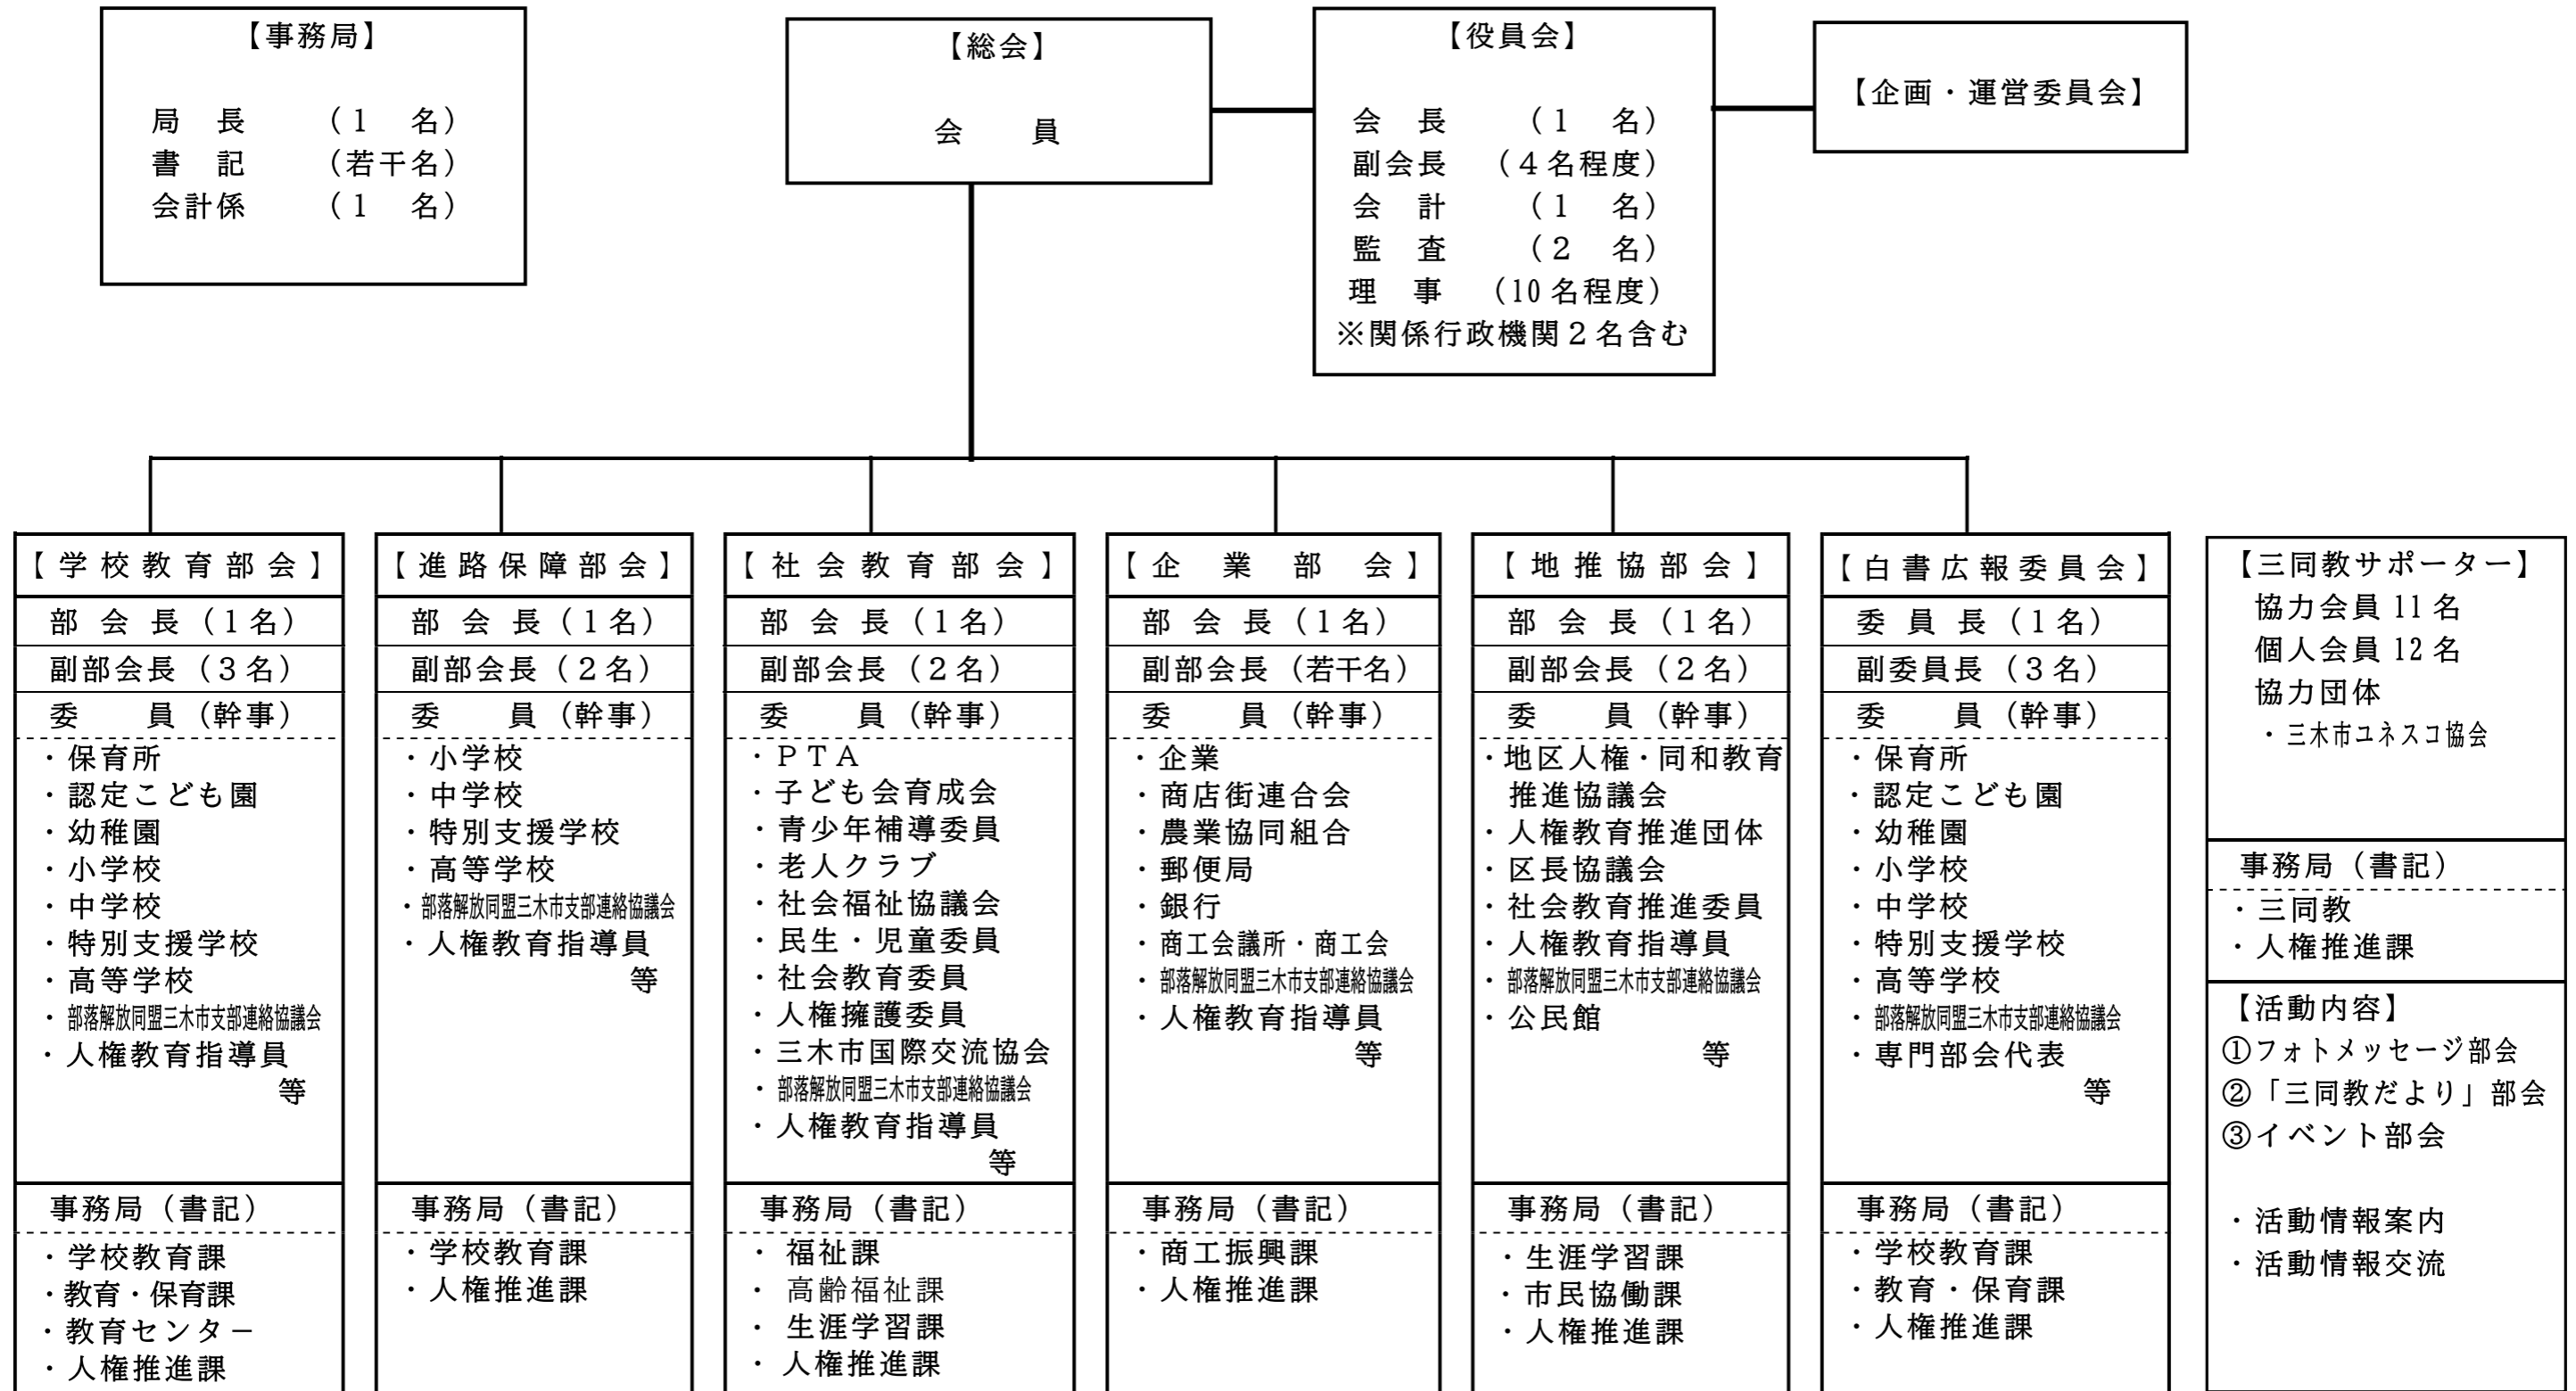 【事務局】
局　長　（１　名）
書　記　（若干名）
会計係　（１　名）
【総会】
会　員
【役員会】
会　長　（１　名）
副会長　（４名程度）
会　計　（１　名）
監　査　（２　名）
理　事　（10名程度）
※関係行政機関２名含む
【企画・運営委員会】
【学校教育部会】
部会長（１名）
副部会長（３名）
委　員（幹事）
・保育所
・認定こども園
・幼稚園
・小学校
・中学校
・特別支援学校
・高等学校
・部落解放同盟三木市支部連絡協議会
・人権教育指導員
等
事務局（書記）
・学校教育課
・教育・保育課
・教育センター
・人権推進課
【進路保障部会】
部会長（１名）
副部会長（２名）
委　員（幹事）
・小学校
・中学校
・特別支援学校
・高等学校
・部落解放同盟三木市支部連絡協議会
・人権教育指導員
等
事務局（書記）
・学校教育課
・人権推進課
【社会教育部会】
部会長（１名）
副部会長（２名）
委　員（幹事）
・ＰＴＡ
・子ども会育成会
・青少年補導委員
・老人クラブ
・社会福祉協議会
・民生・児童委員
・社会教育委員
・人権擁護委員
・三木市国際交流協会
・部落解放同盟三木市支部連絡協議会
・人権教育指導員
等
事務局（書記）
・福祉課
・高齢福祉課
・生涯学習課
・人権推進課
【企業部会】
部会長（１名）
副部会長（若干名）
委　員（幹事）
・企業
・商店街連合会
・農業協同組合
・郵便局
・銀行
・商工会議所・商工会
・部落解放同盟三木市支部連絡協議会
・人権教育指導員
等
事務局（書記）
・商工振興課
・人権推進課
【地推協部会】
部会長（１名）
副部会長（２名）
委　員（幹事）
・地区人権・同和教育
推進協議会
・人権教育推進団体
・区長協議会
・社会教育推進委員
・人権教育指導員
・部落解放同盟三木市支部連絡協議会
・公民館
等
事務局（書記）
・生涯学習課
・市民協働課
・人権推進課
【白書広報委員会】
委員長（１名）
副委員長（３名）
委　員（幹事）
・保育所
・認定こども園
・幼稚園
・小学校
・中学校
・特別支援学校
・高等学校
・部落解放同盟三木市支部連絡協議会
・専門部会代表
等
事務局（書記）
・学校教育課
・教育・保育課
・人権推進課
【三同教サポーター】
協力会員 11名
個人会員 12名
協力団体
・三木市ユネスコ協会
事務局（書記）
・三同教
・人権推進課
【活動内容】
①フォトメッセージ部会
②「三同教だより」部会
③イベント部会
・活動情報案内
・活動情報交流